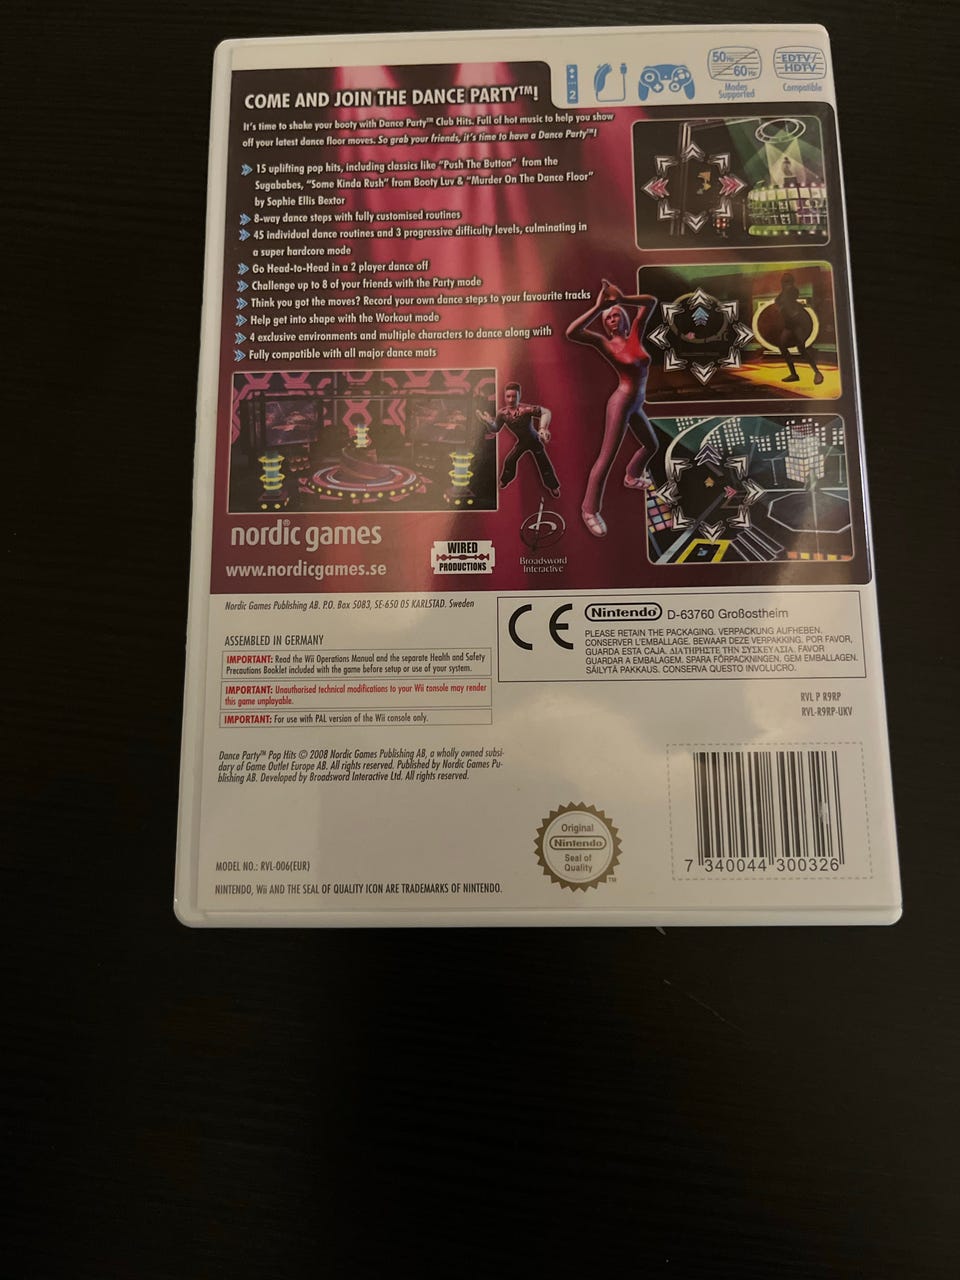 COME AND JOIN THE DANCE PARTY™!
2
50Hz
60Hz
Modes
Supported
EDTV/
HDTV
Compatible
It's time to shake your booty with Dance Party™ Club Hits. Full of hot music to help you show
off your latest dance floor moves. So grab your friends, it's time to have a Dance Party™!
15 uplifting pop hits, including classics like "Push The Button" from the
Sugababes, "Some Kinda Rush" from Booty Luv & "Murder On The Dance Floor"
by Sophie Ellis Bextor
8-way dance steps with fully customised routines
45 individual dance routines and 3 progressive difficulty levels, culminating in
a super hardcore mode
Go Head-to-Head in a 2 player dance off
Challenge up to 8 of your friends with the Party mode
Think you got the moves? Record your own dance steps to your favourite tracks
Help get into shape with the Workout mode
4 exclusive environments and multiple characters to dance along with
Fully compatible with all major dance mats
nordic games
www.nordicgames.se
WIRED
PRODUCTIONS
Broadsword
Interactive
Nordic Games Publishing AB. P.O. Box 5083, SE-650 05 KARLSTAD. Sweden
ASSEMBLED IN GERMANY
IMPORTANT: Read the Wii Operations Manual and the separate Health and Safety
Precautions Booklet included with the game before setup or use of your system.
IMPORTANT: Unauthorised technical modifications to your Wii console may render
this game unplayable.
IMPORTANT: For use with PAL version of the Wii console only.
CE
Nintendo D-63760 Großostheim
PLEASE RETAIN THE PACKAGING. VERPACKUNG AUFHEBEN.
CONSERVER L'EMBALLAGE. BEWAAR DEZE VERPAKKING. POR FAVOR,
GUARDA ESTA CAJA. ΔΙΑΤΗΡΗΣΤΕ ΤΗΝ ΣΥΣΚΕΥΑΣΙΑ. FAVOR
GUARDAR A EMBALAGEM. SPARA FÖRPACKNINGEN. GEM EMBALLAGEN.
SÄILYTÄ PAKKAUS. CONSERVA QUESTO INVOLUCRO.
RVL P R9RP
RVL-R9RP-UKV
Dance Party™ Pop Hits © 2008 Nordic Games Publishing AB, a wholly owned subsi-
dary of Game Outlet Europe AB. All rights reserved. Published by Nordic Games Pu-
blishing AB. Developed by Broadsword Interactive Ltd. All rights reserved.
Original
Nintendo
Seal of
Quality
TM
7 340044 300326
MODEL NO.: RVL-006(EUR)
NINTENDO, Wii AND THE SEAL OF QUALITY ICON ARE TRADEMARKS OF NINTENDO.